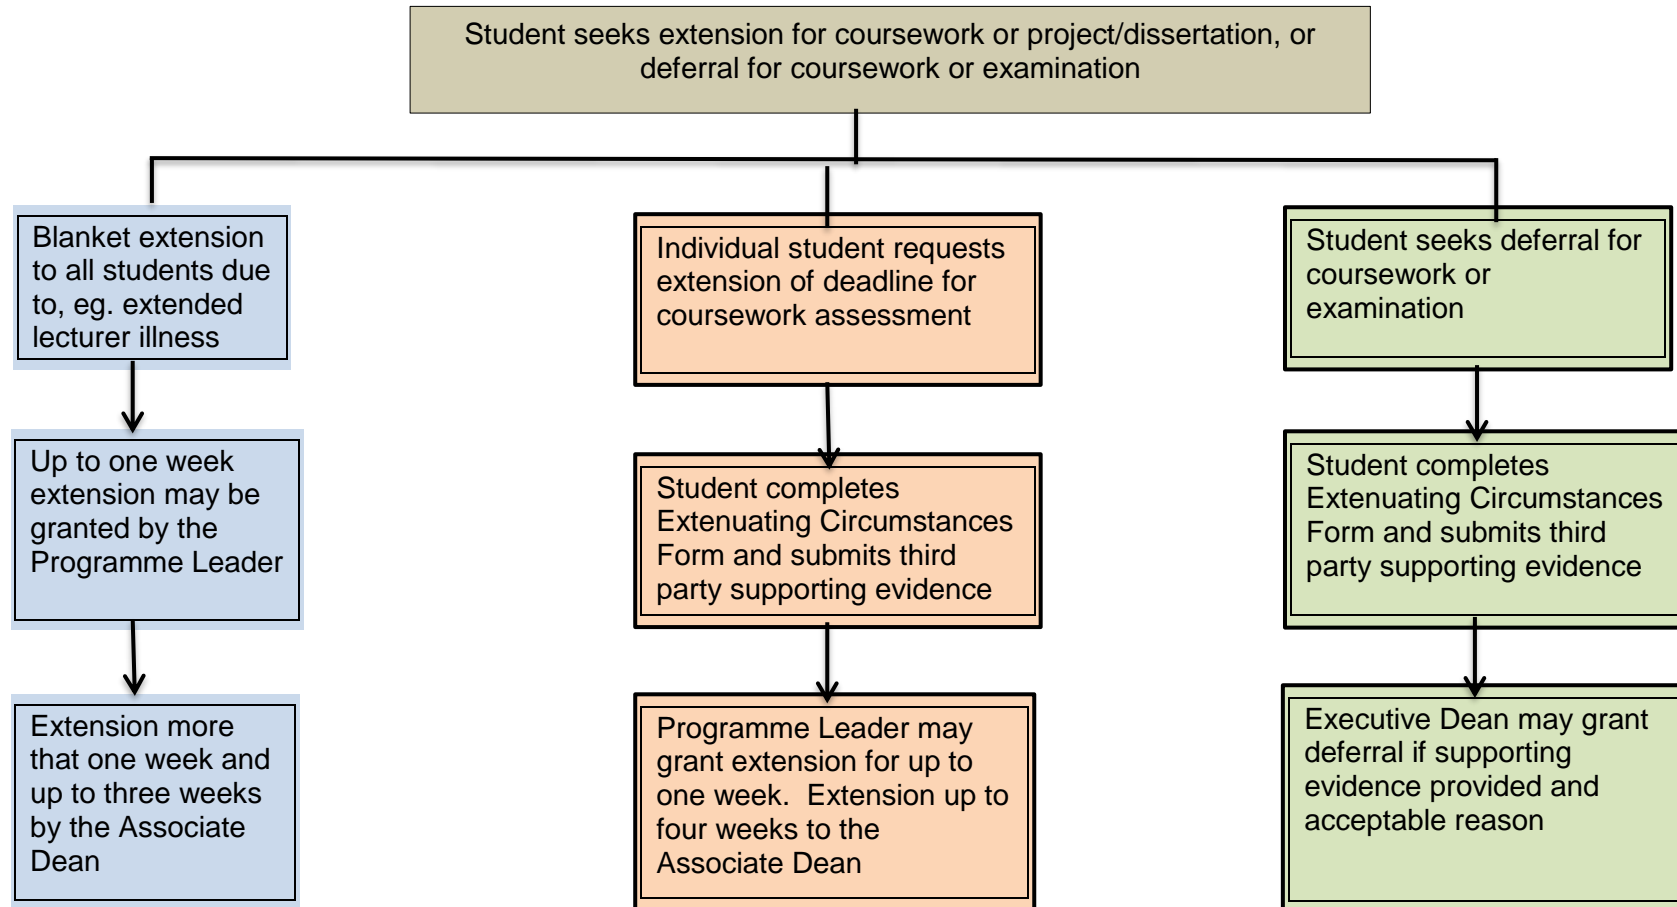 Student seeks extension for coursework or project/dissertation, or
deferral for coursework or examination
Blanket extension
to all students due
to, eg. extended
lecturer illness
Up to one week
extension may be
granted by the
Programme Leader
Extension more
that one week and
up to three weeks
by the Associate
Dean
Individual student requests
extension of deadline for
coursework assessment
Student completes
Extenuating Circumstances
Form and submits third
party supporting evidence
Programme Leader may
grant extension for up to
one week.  Extension up to
four weeks to the
Associate Dean
Student seeks deferral for
coursework or
examination
Student completes
Extenuating Circumstances
Form and submits third
party supporting evidence
Executive Dean may grant
deferral if supporting
evidence provided and
acceptable reason